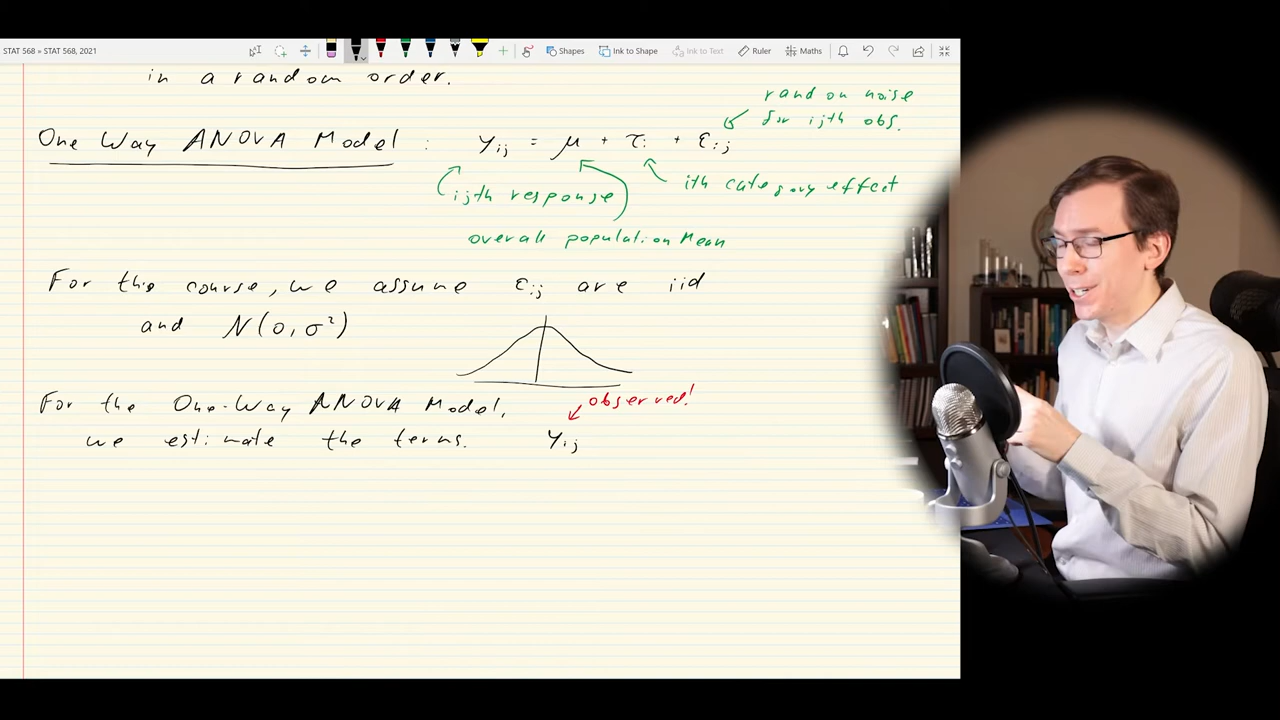 STAT 568 » STAT 568, 2021
Shapes Ink to Shape Ink to Text Ruler Maths
in a random order.
random noise
for ijth obs.
One Way ANOVA Model : yij = μ + τi + εij
ijth response
ith category effect
overall population Mean
For this course, we assume εij are iid
and N(0, σ²)
For the One-Way ANOVA Model,
observed!
we estimate the terms. yij